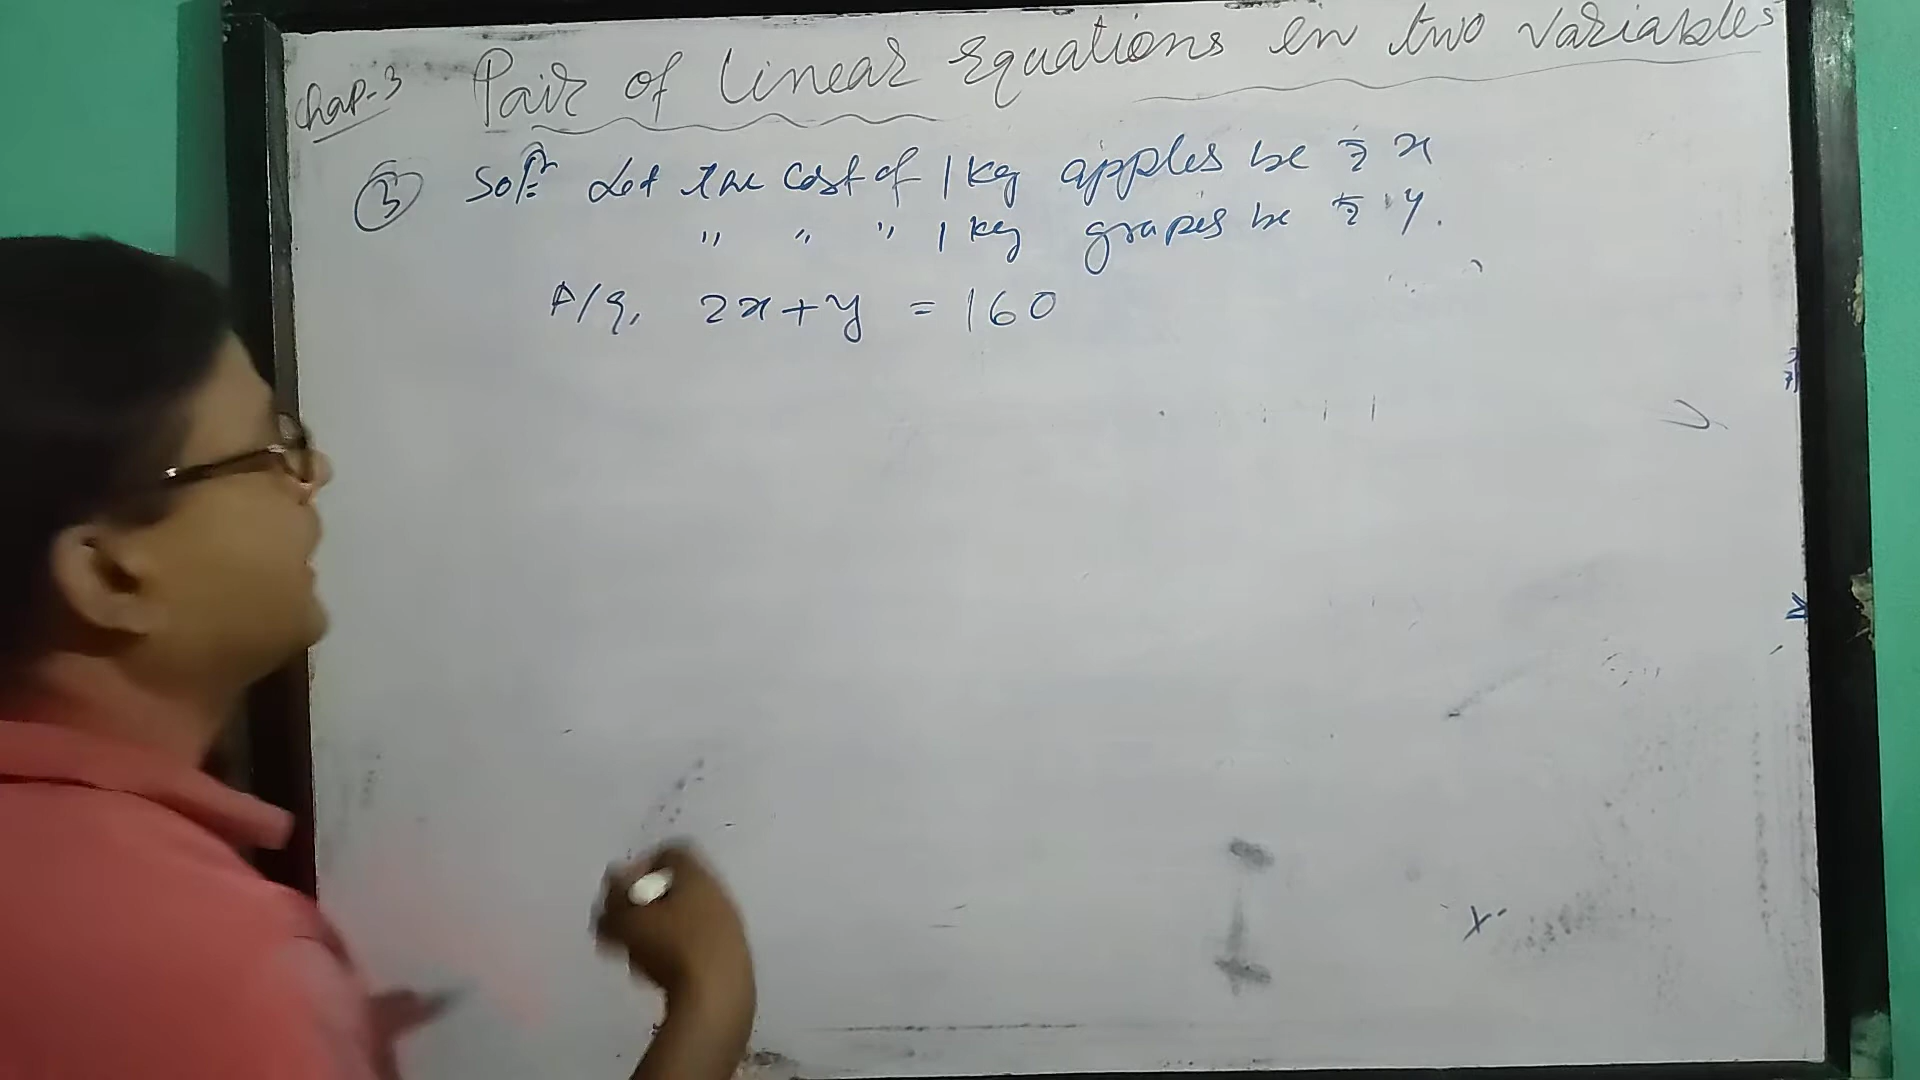 Chap-3 Pair of Linear Equations in two variables
③ Solⁿ Let the cost of 1 kg apples be ₹ x
" " " 1 kg grapes be ₹ y.
A/q, 2x+y = 160